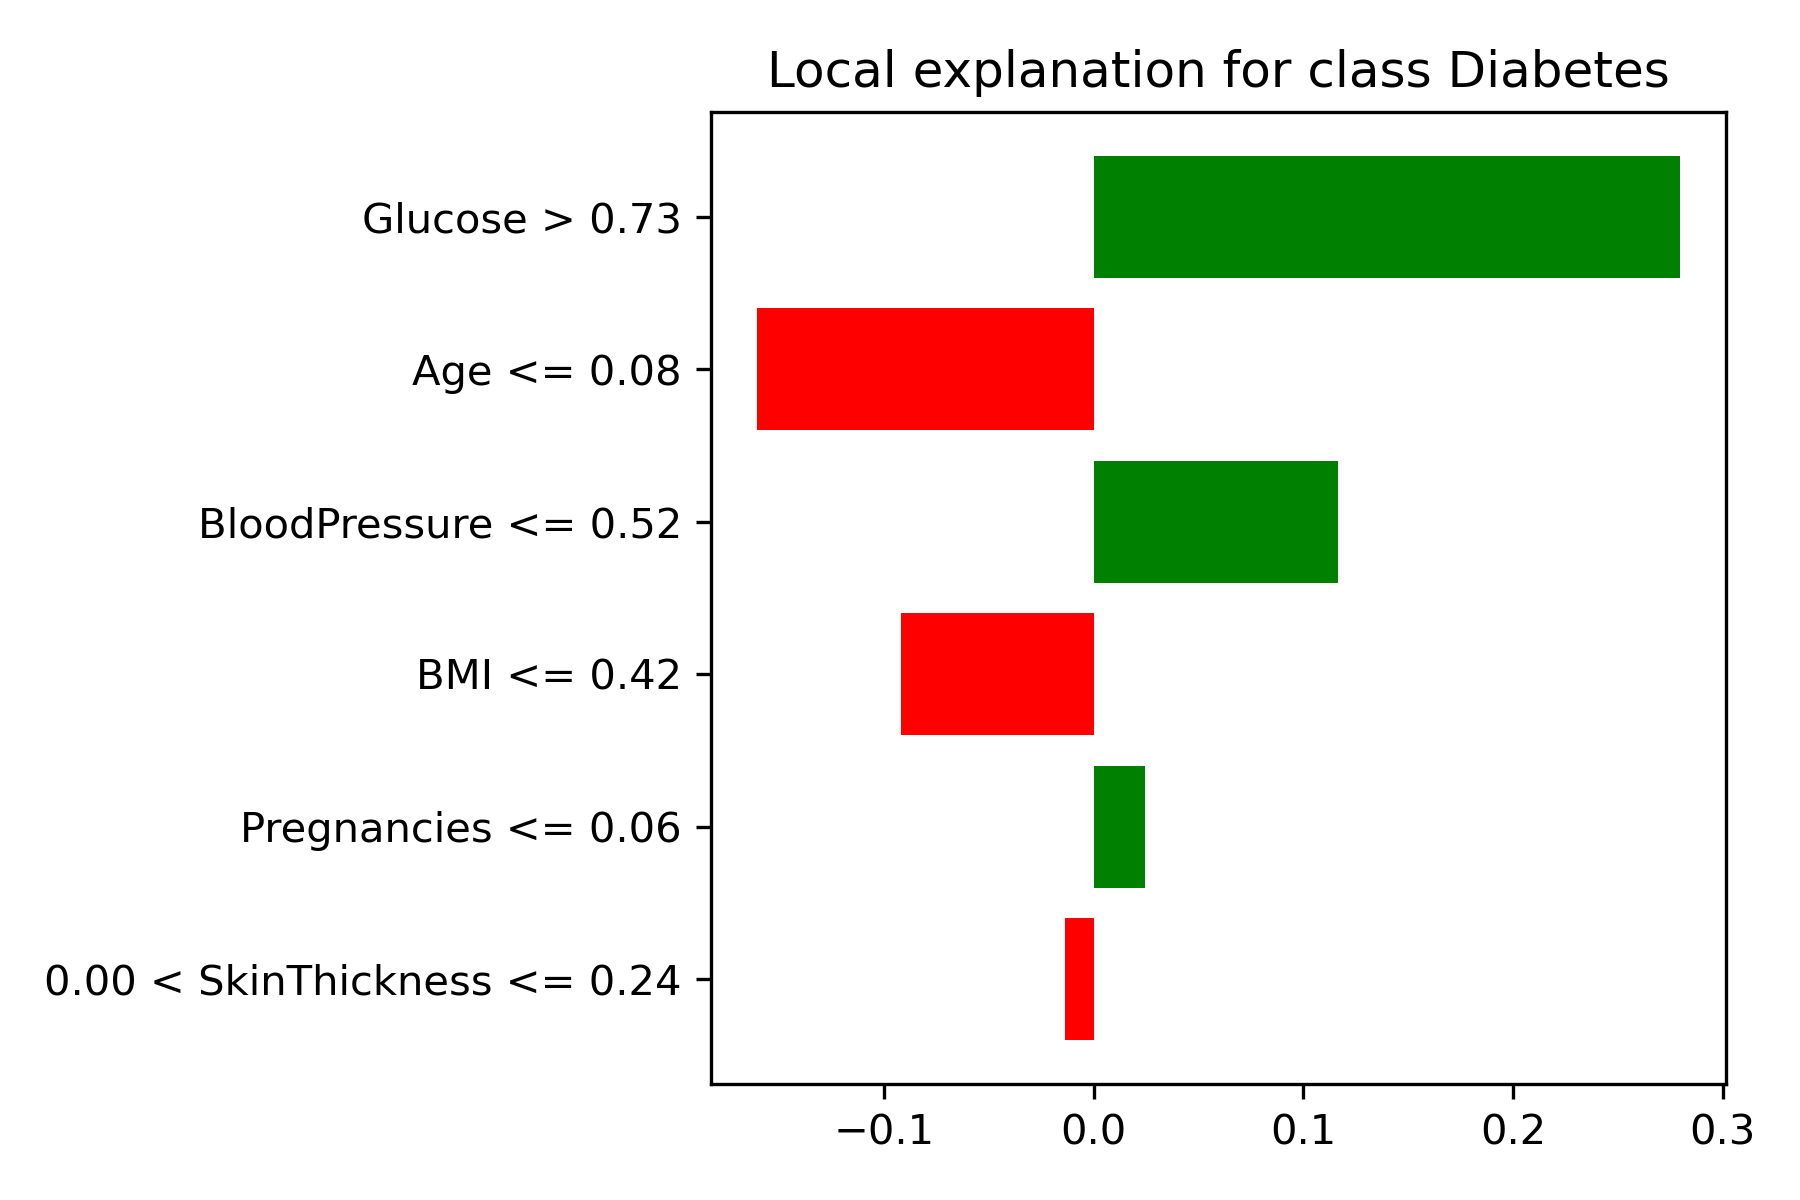 Local explanation for class Diabetes
Glucose > 0.73
Age <= 0.08
BloodPressure <= 0.52
BMI <= 0.42
Pregnancies <= 0.06
0.00 < SkinThickness <= 0.24
−0.1 0.0 0.1 0.2 0.3